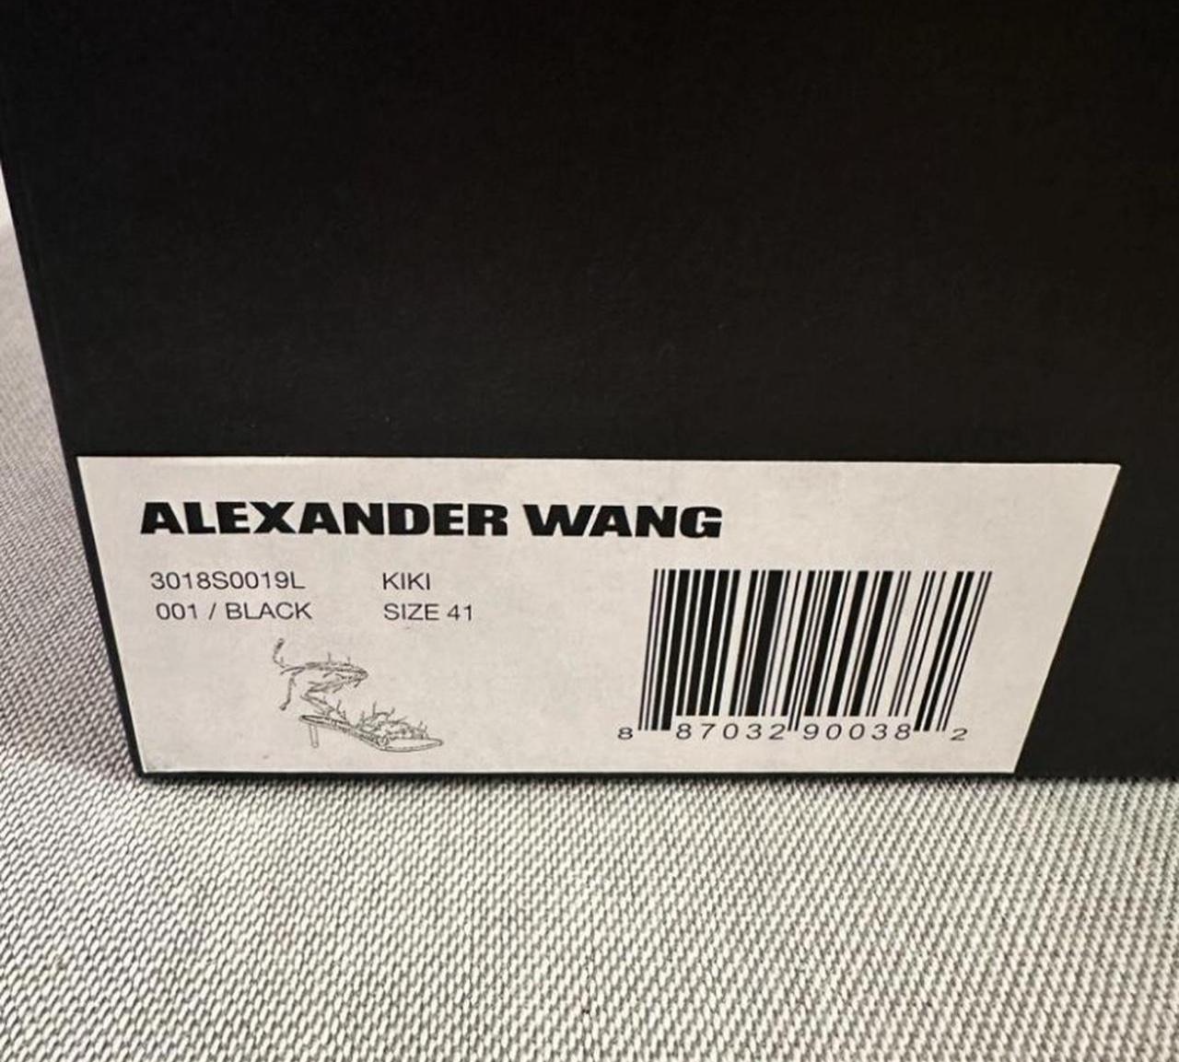 ALEXANDER WANG
3018S0019L KIKI
001 / BLACK SIZE 41
8 87032 90038 2